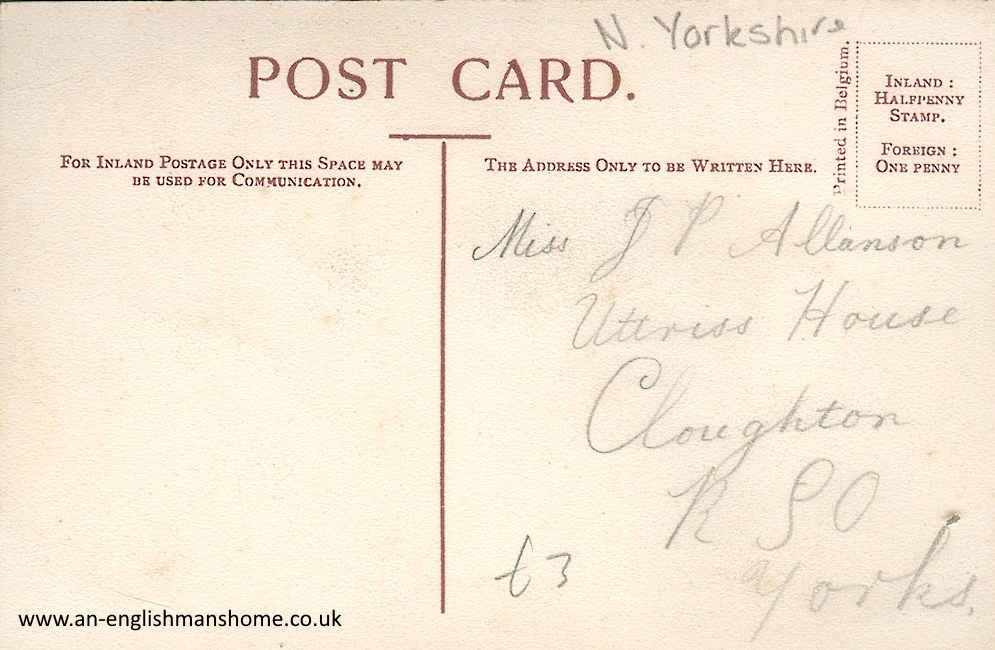 N. Yorkshire
POST CARD.
Printed in Belgium.
INLAND :
HALFPENNY
STAMP.
FOREIGN :
ONE PENNY
FOR INLAND POSTAGE ONLY THIS SPACE MAY
BE USED FOR COMMUNICATION.
THE ADDRESS ONLY TO BE WRITTEN HERE.
Miss J P Allanson
Uttriss House
Cloughton
R S O
Yorks.
£3
www.an-englishmanshome.co.uk